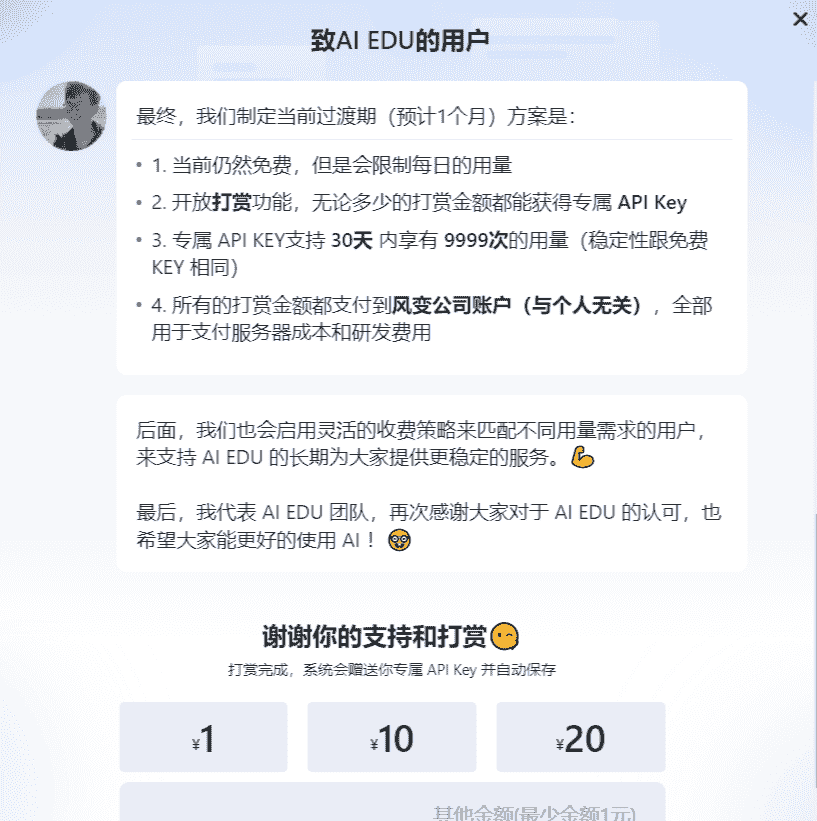 致AI EDU的用户
最终，我们制定当前过渡期（预计1个月）方案是：
• 1. 当前仍然免费，但是会限制每日的用量
• 2. 开放打赏功能，无论多少的打赏金额都能获得专属 API Key
• 3. 专属 API KEY支持 30天 内享有 9999次的用量（稳定性跟免费
KEY 相同）
• 4. 所有的打赏金额都支付到风变公司账户（与个人无关），全部
用于支付服务器成本和研发费用
后面，我们也会启用灵活的收费策略来匹配不同用量需求的用户，
来支持 AI EDU 的长期为大家提供更稳定的服务。💪
最后，我代表 AI EDU 团队，再次感谢大家对于 AI EDU 的认可，也
希望大家能更好的使用 AI ！🤓
谢谢你的支持和打赏😙
打赏完成，系统会赠送你专属 API Key 并自动保存
¥1
¥10
¥20
其他金额(最少金额1元)